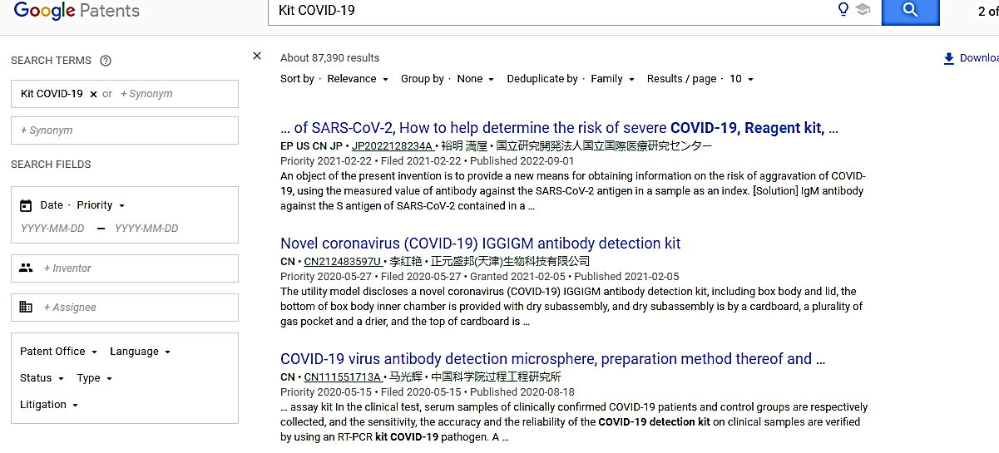 Google Patents
Kit COVID-19
2 of
SEARCH TERMS
Kit COVID-19 × or + Synonym
+ Synonym
SEARCH FIELDS
Date · Priority
YYYY-MM-DD – YYYY-MM-DD
+ Inventor
+ Assignee
Patent Office Language
Status Type
Litigation
About 87,390 results
Downloa
Sort by · Relevance Group by · None Deduplicate by · Family Results / page · 10
... of SARS-CoV-2, How to help determine the risk of severe COVID-19, Reagent kit, ...
EP US CN JP • JP2022128234A • 裕明 満屋 • 国立研究開発法人国立国際医療研究センター
Priority 2021-02-22 • Filed 2021-02-22 • Published 2022-09-01
An object of the present invention is to provide a new means for obtaining information on the risk of aggravation of COVID-
19, using the measured value of antibody against the SARS-CoV-2 antigen in a sample as an index. [Solution] IgM antibody
against the S antigen of SARS-CoV-2 contained in a ...
Novel coronavirus (COVID-19) IGGIGM antibody detection kit
CN • CN212483597U • 李红艳 • 正元盛邦(天津)生物科技有限公司
Priority 2020-05-27 • Filed 2020-05-27 • Granted 2021-02-05 • Published 2021-02-05
The utility model discloses a novel coronavirus (COVID-19) IGGIGM antibody detection kit, including box body and lid, the
bottom of box body inner chamber is provided with dry subassembly, and dry subassembly is by a cardboard, a plurality of
gas pocket and a drier, and the top of cardboard is ...
COVID-19 virus antibody detection microsphere, preparation method thereof and ...
CN • CN111551713A • 马光辉 • 中国科学院过程工程研究所
Priority 2020-05-15 • Filed 2020-05-15 • Published 2020-08-18
... assay kit In the clinical test, serum samples of clinically confirmed COVID-19 patients and control groups are respectively
collected, and the sensitivity, the accuracy and the reliability of the COVID-19 detection kit on clinical samples are verified
by using an RT-PCR kit COVID-19 pathogen. A ...